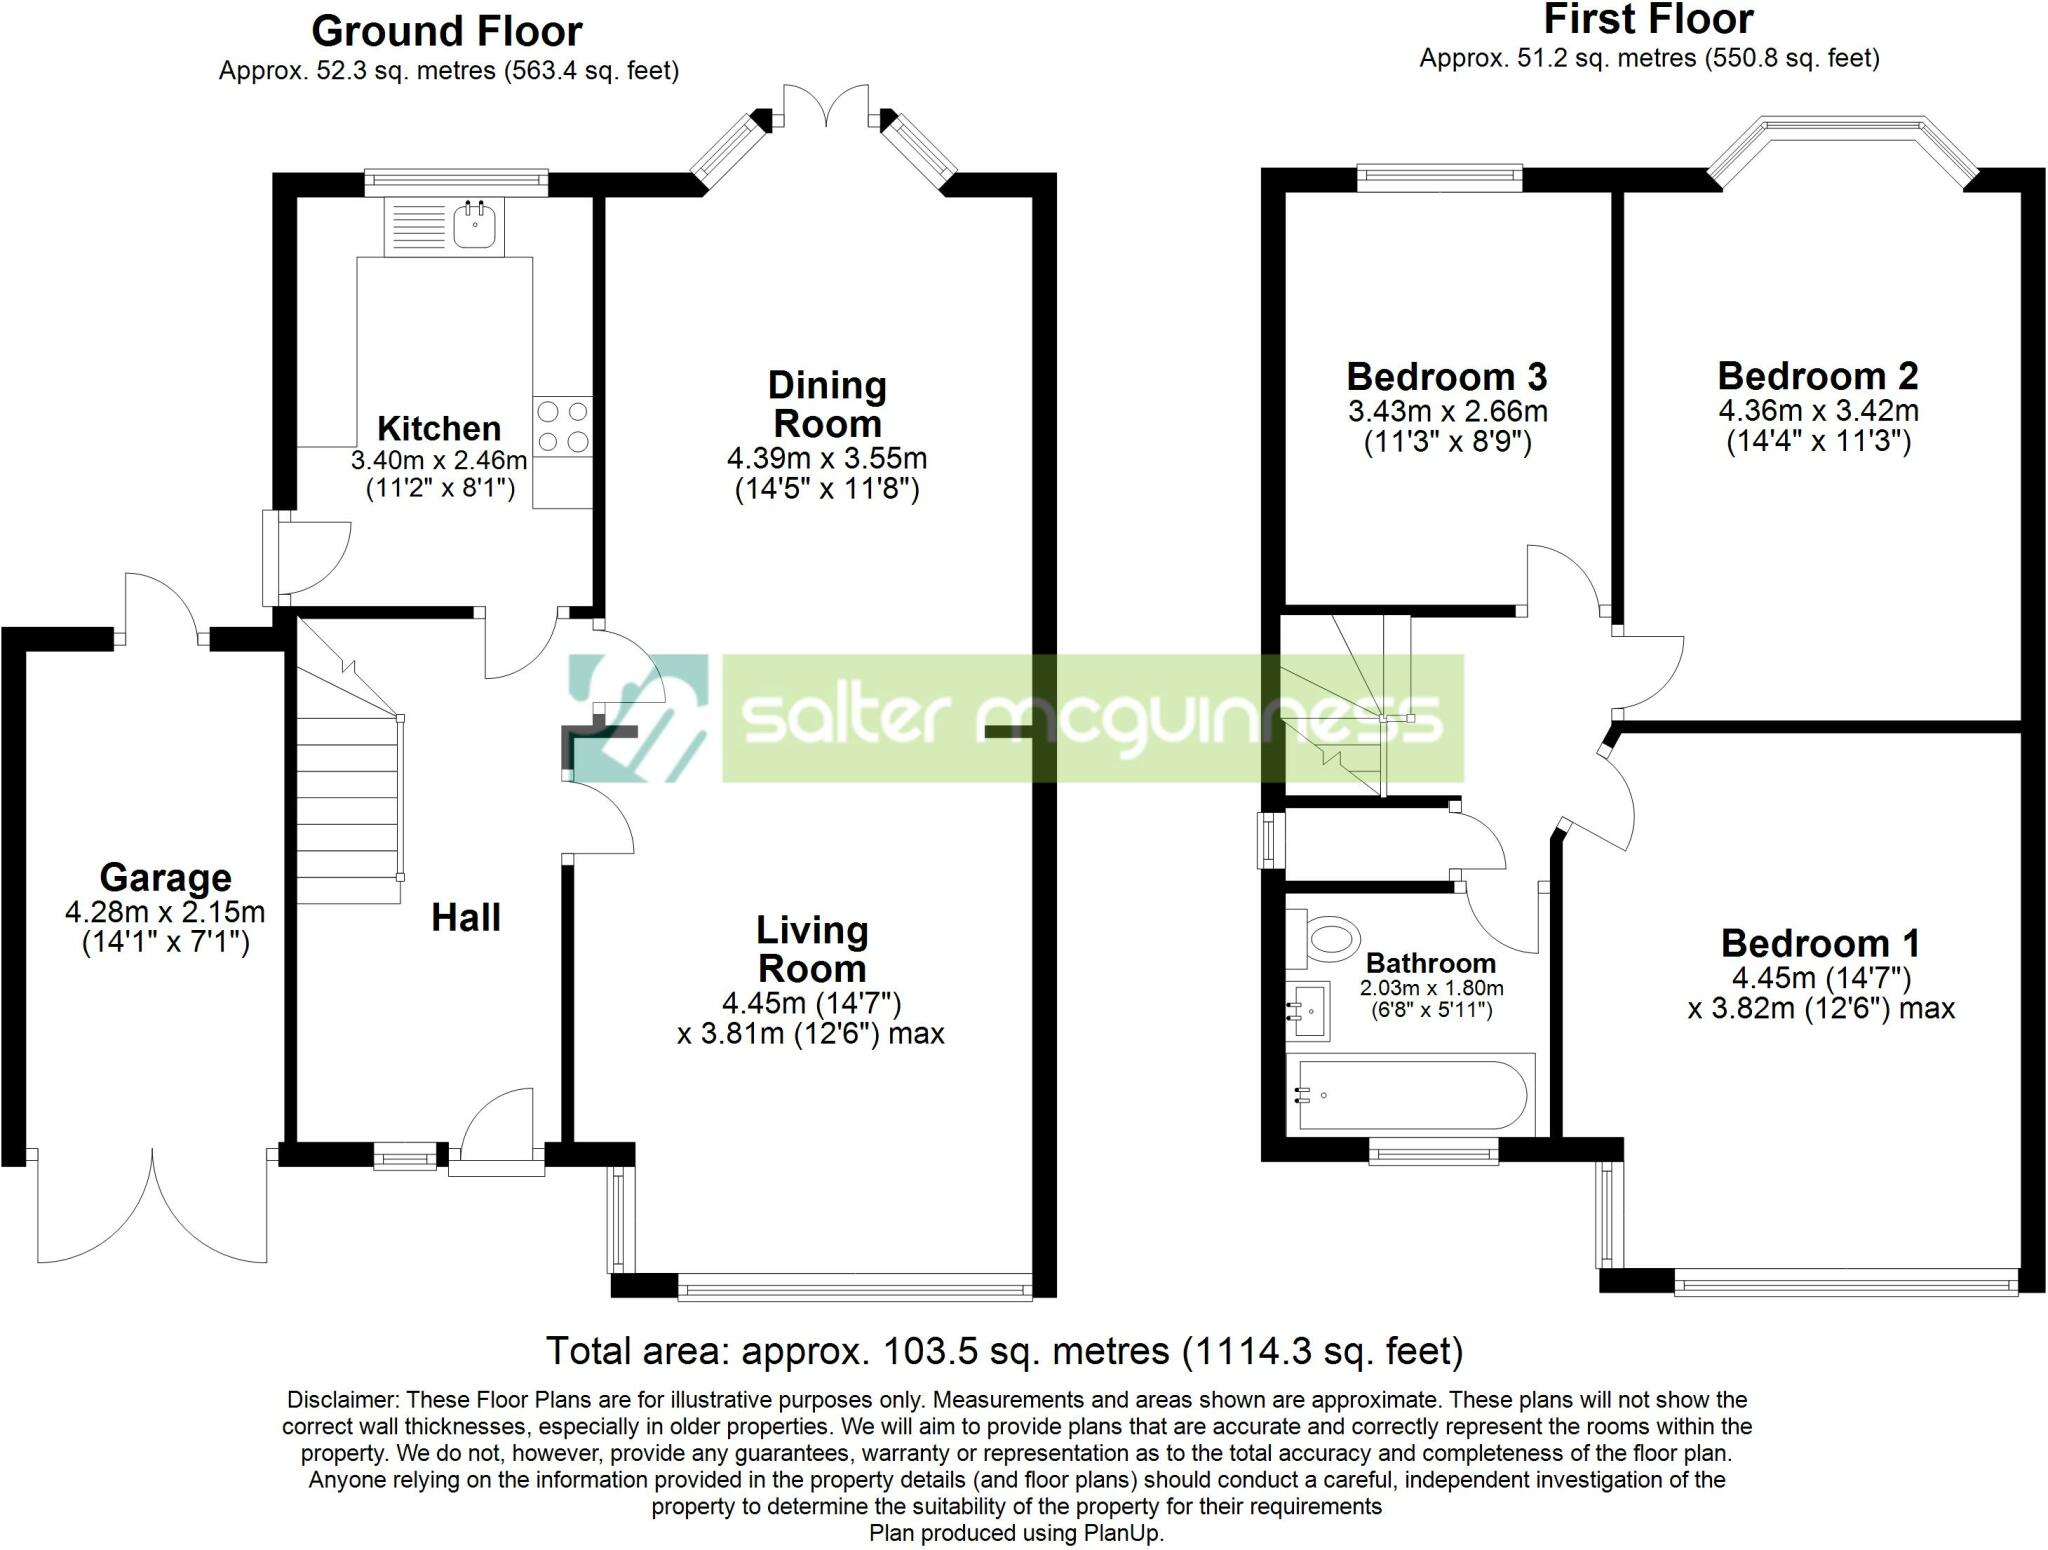 Ground Floor
Approx. 52.3 sq. metres (563.4 sq. feet)
First Floor
Approx. 51.2 sq. metres (550.8 sq. feet)
Kitchen
3.40m x 2.46m
(11'2" x 8'1")
Dining
Room
4.39m x 3.55m
(14'5" x 11'8")
Bedroom 3
3.43m x 2.66m
(11'3" x 8'9")
Bedroom 2
4.36m x 3.42m
(14'4" x 11'3")
salter mcguinness
Garage
4.28m x 2.15m
(14'1" x 7'1")
Hall
Living
Room
4.45m (14'7")
x 3.81m (12'6") max
Bathroom
2.03m x 1.80m
(6'8" x 5'11")
Bedroom 1
4.45m (14'7")
x 3.82m (12'6") max
Total area: approx. 103.5 sq. metres (1114.3 sq. feet)
Disclaimer: These Floor Plans are for illustrative purposes only. Measurements and areas shown are approximate. These plans will not show the
correct wall thicknesses, especially in older properties. We will aim to provide plans that are accurate and correctly represent the rooms within the
property. We do not, however, provide any guarantees, warranty or representation as to the total accuracy and completeness of the floor plan.
Anyone relying on the information provided in the property details (and floor plans) should conduct a careful, independent investigation of the
property to determine the suitability of the property for their requirements
Plan produced using PlanUp.